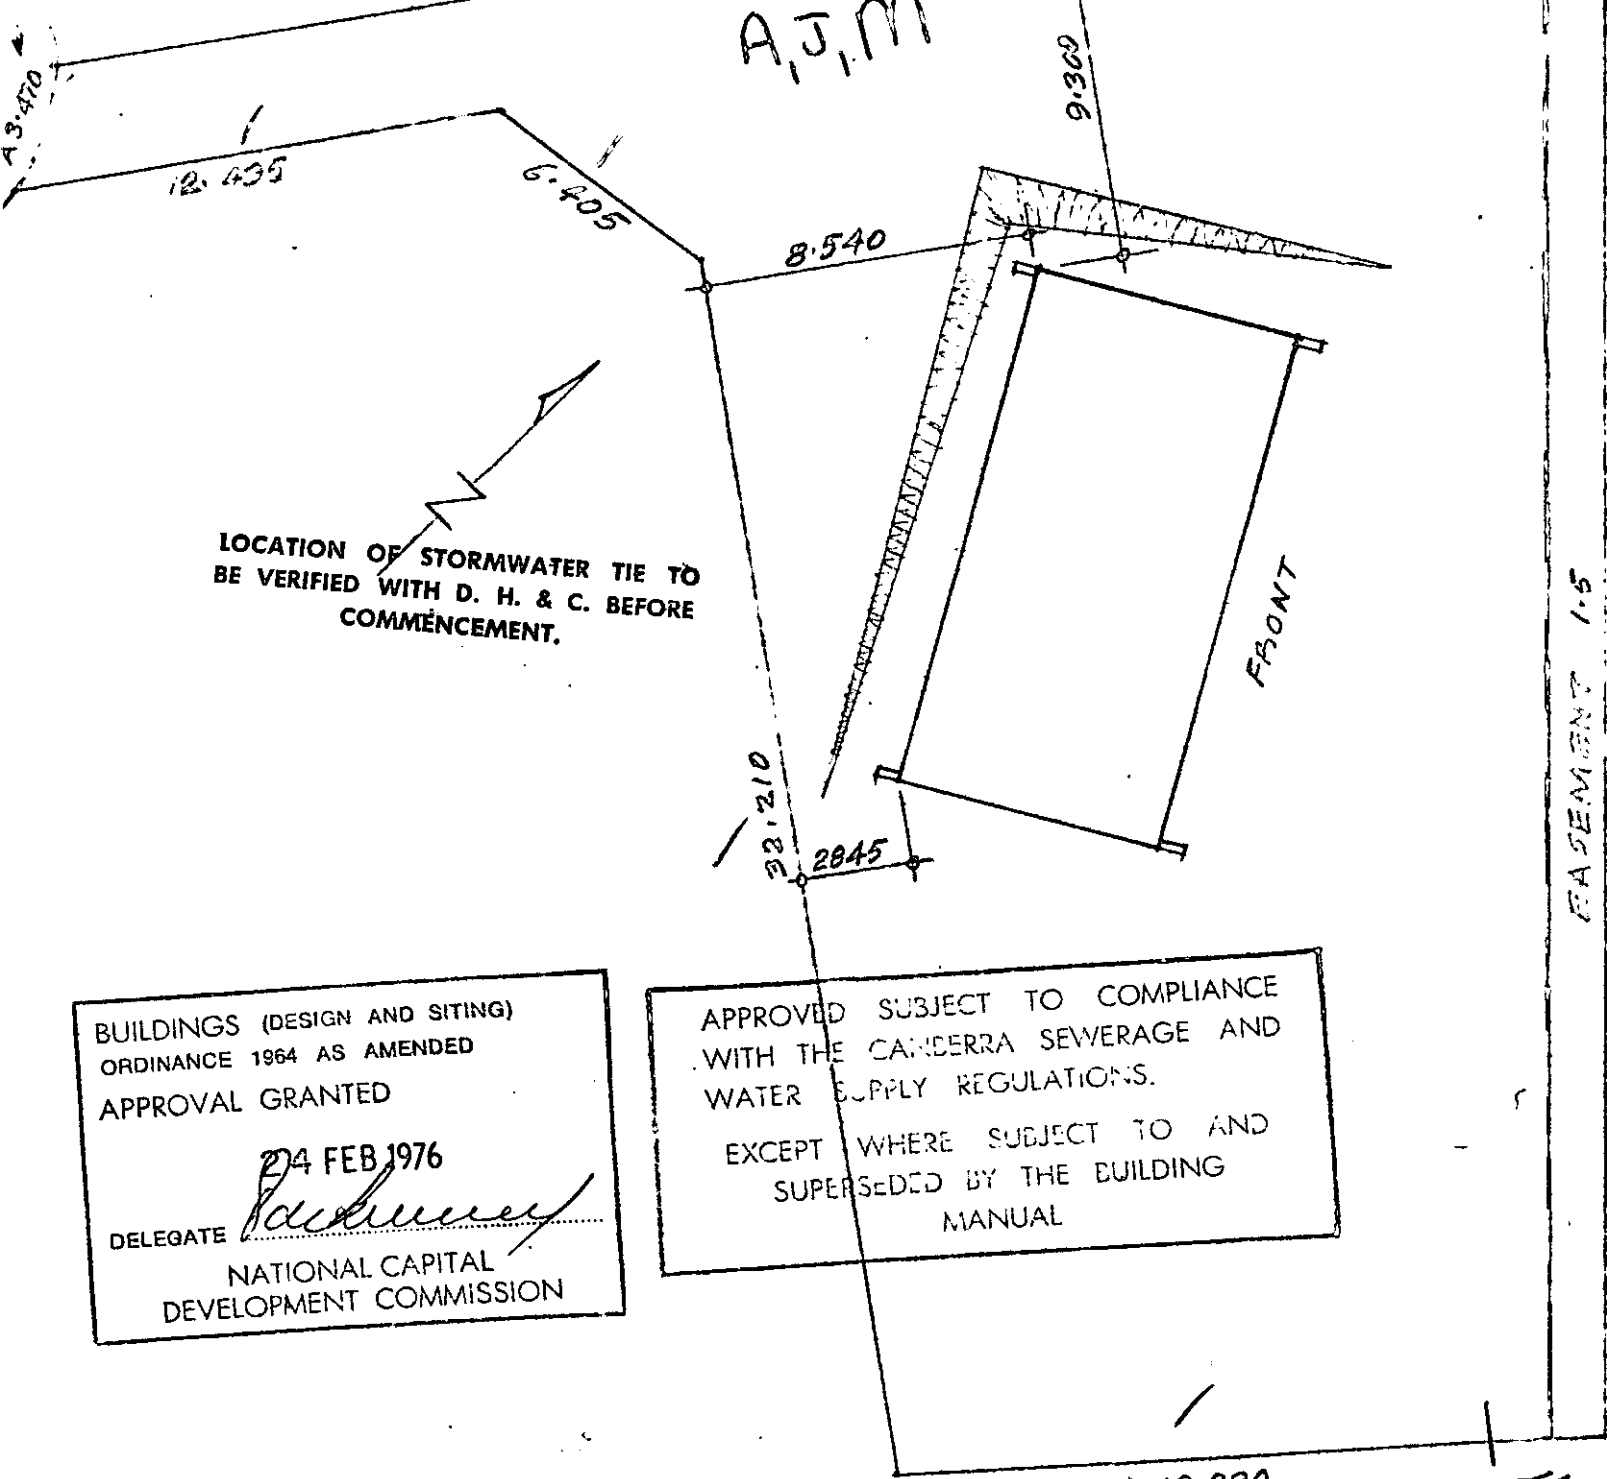 A,J,M
9.300
A3.470
12.495
6.405
8.540
LOCATION OF STORMWATER TIE TO
BE VERIFIED WITH D. H. & C. BEFORE
COMMENCEMENT.
FRONT
EASEMENT 1.5
33.210
2845
BUILDINGS (DESIGN AND SITING)
ORDINANCE 1964 AS AMENDED
APPROVAL GRANTED
24 FEB 1976
DELEGATE
NATIONAL CAPITAL
DEVELOPMENT COMMISSION
APPROVED SUBJECT TO COMPLIANCE
WITH THE CANBERRA SEWERAGE AND
WATER SUPPLY REGULATIONS.
EXCEPT WHERE SUBJECT TO AND
SUPERSEDED BY THE BUILDING
MANUAL